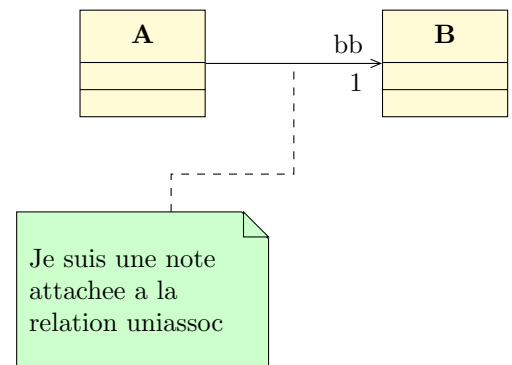 A
bb
B
1
Je suis une note
attachee a la
relation uniassoc